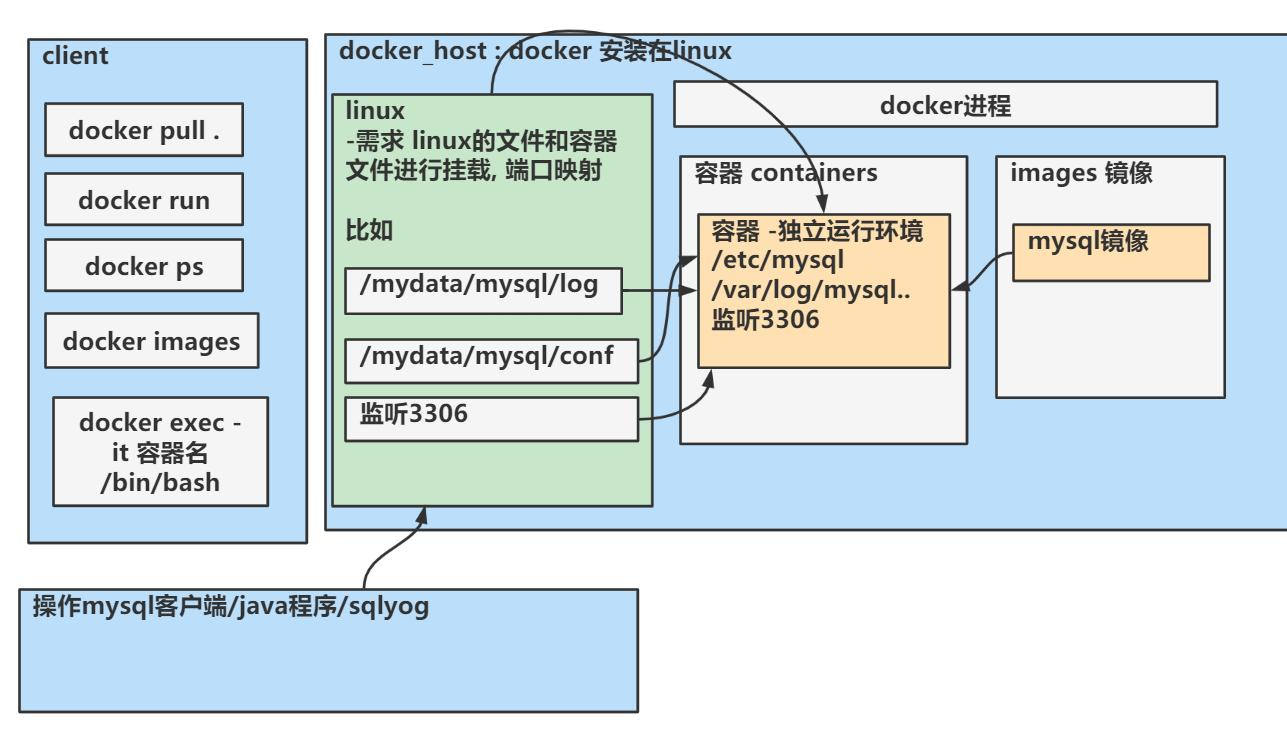 client
docker pull .
docker run
docker ps
docker images
docker exec -
it 容器名
/bin/bash
docker_host : docker 安装在linux
linux
-需求 linux的文件和容器
文件进行挂载, 端口映射
比如
/mydata/mysql/log
/mydata/mysql/conf
监听3306
docker进程
容器 containers
容器 -独立运行环境
/etc/mysql
/var/log/mysql..
监听3306
images 镜像
mysql镜像
操作mysql客户端/java程序/sqlyog